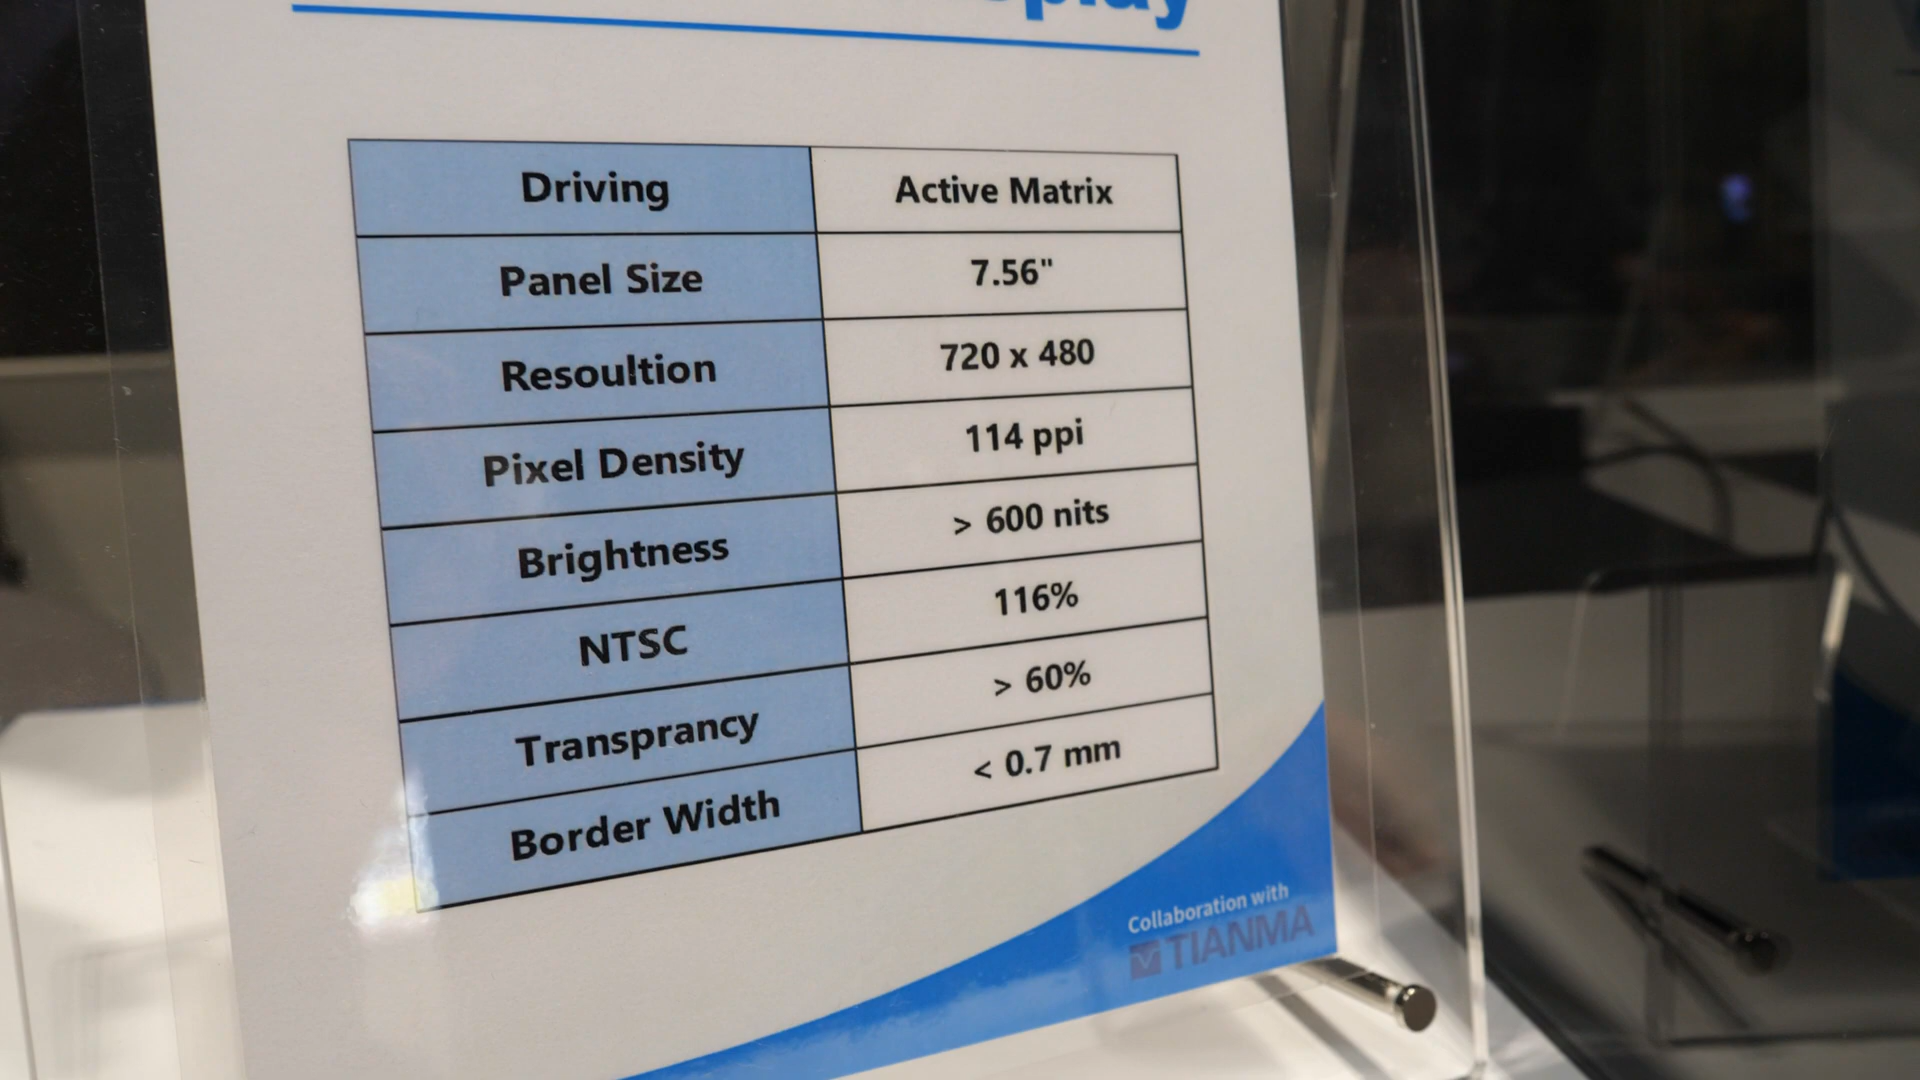 Driving Active Matrix
Panel Size 7.56"
Resoultion 720 x 480
Pixel Density 114 ppi
Brightness > 600 nits
NTSC 116%
Transprancy > 60%
Border Width < 0.7 mm
Collaboration with
TIANMA